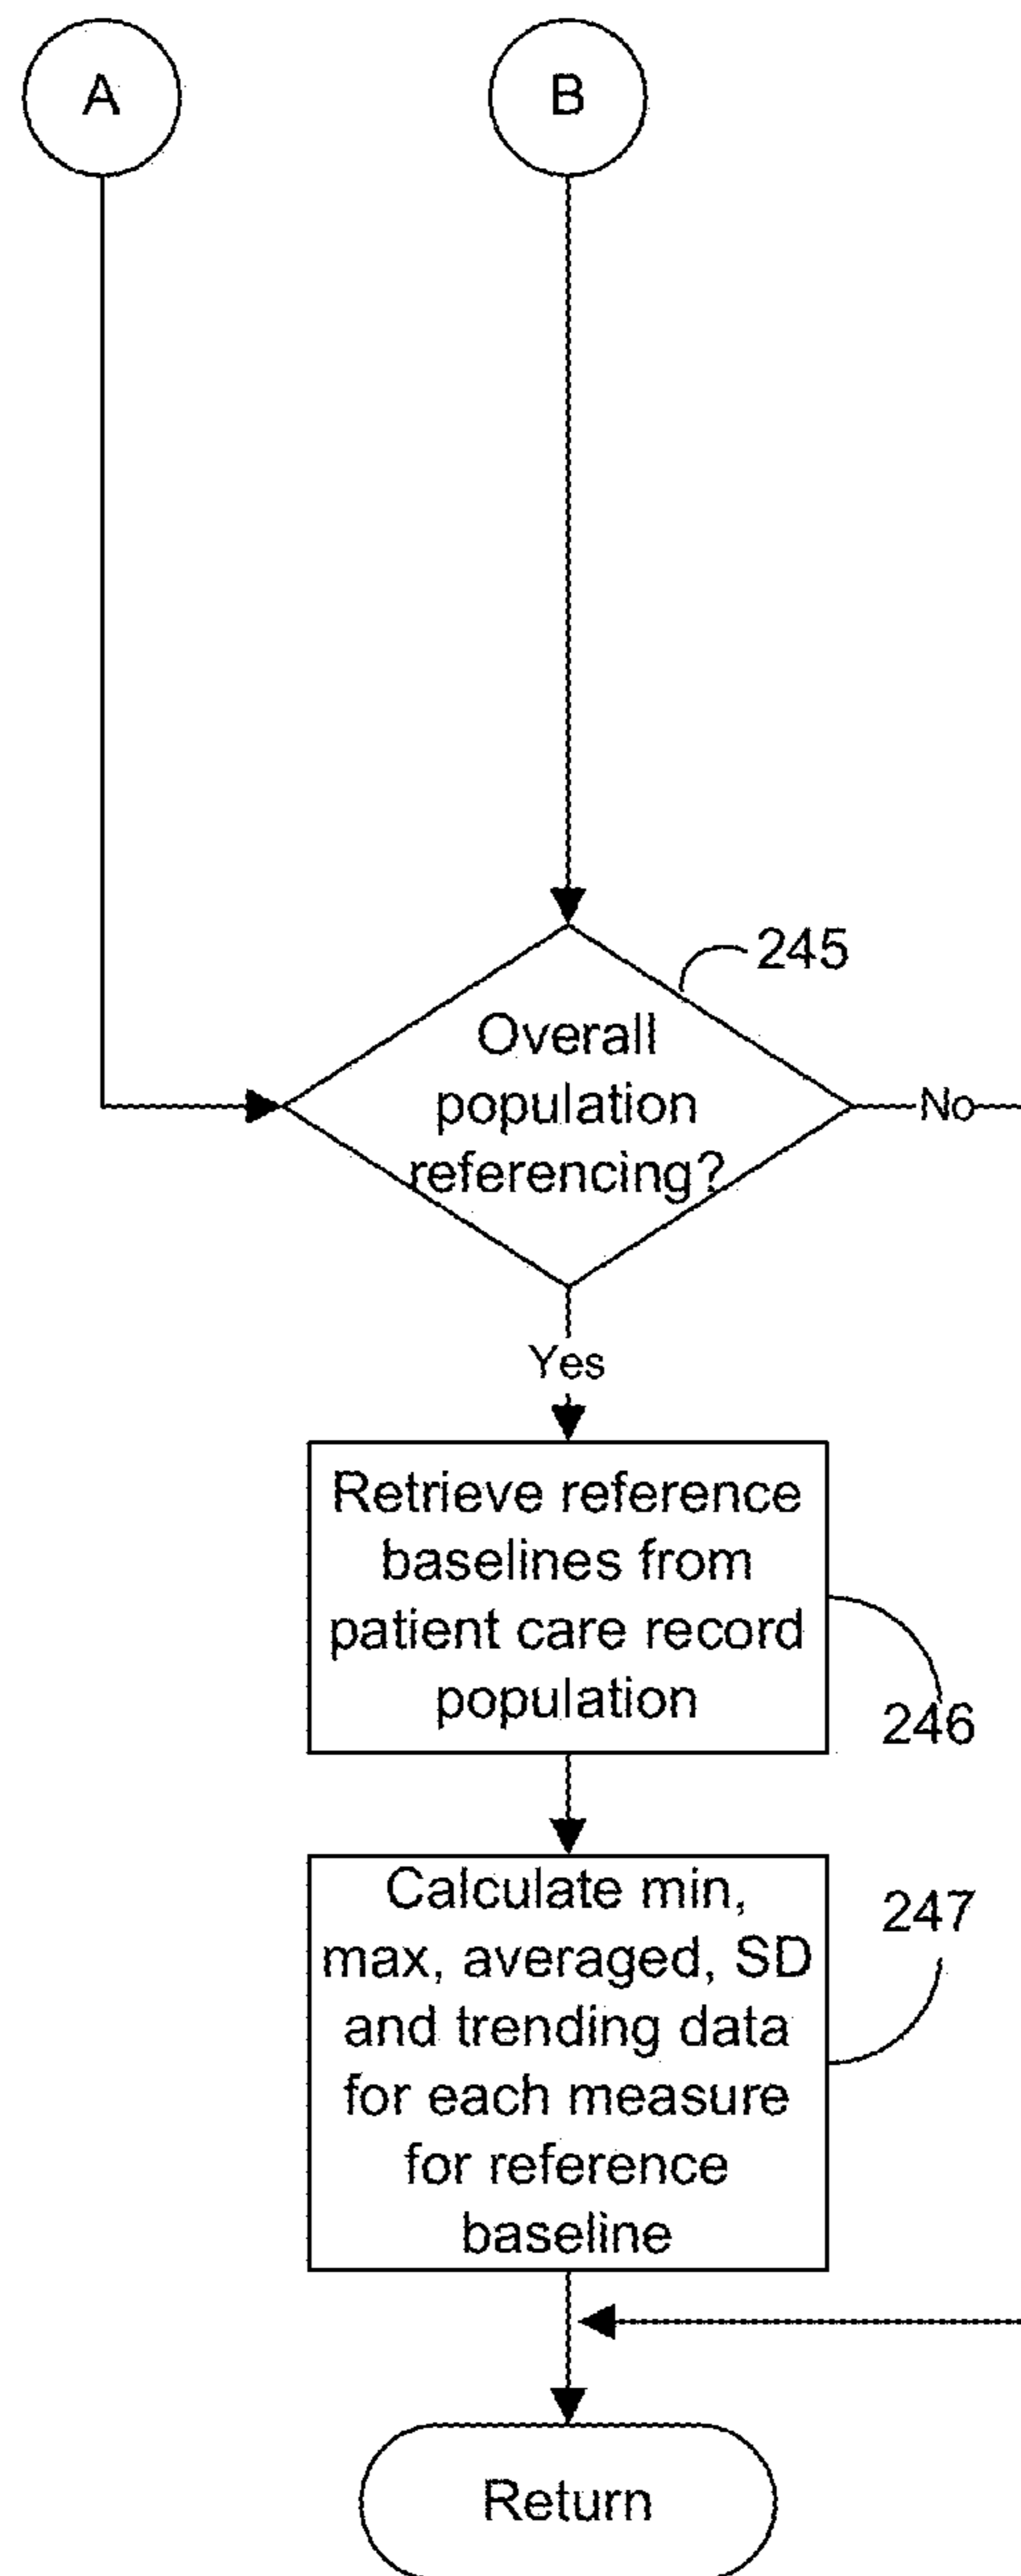 A
B
245
Overall
population
referencing?
No
Yes
Retrieve reference
baselines from
patient care record
population
246
Calculate min,
max, averaged, SD
and trending data
for each measure
for reference
baseline
247
Return